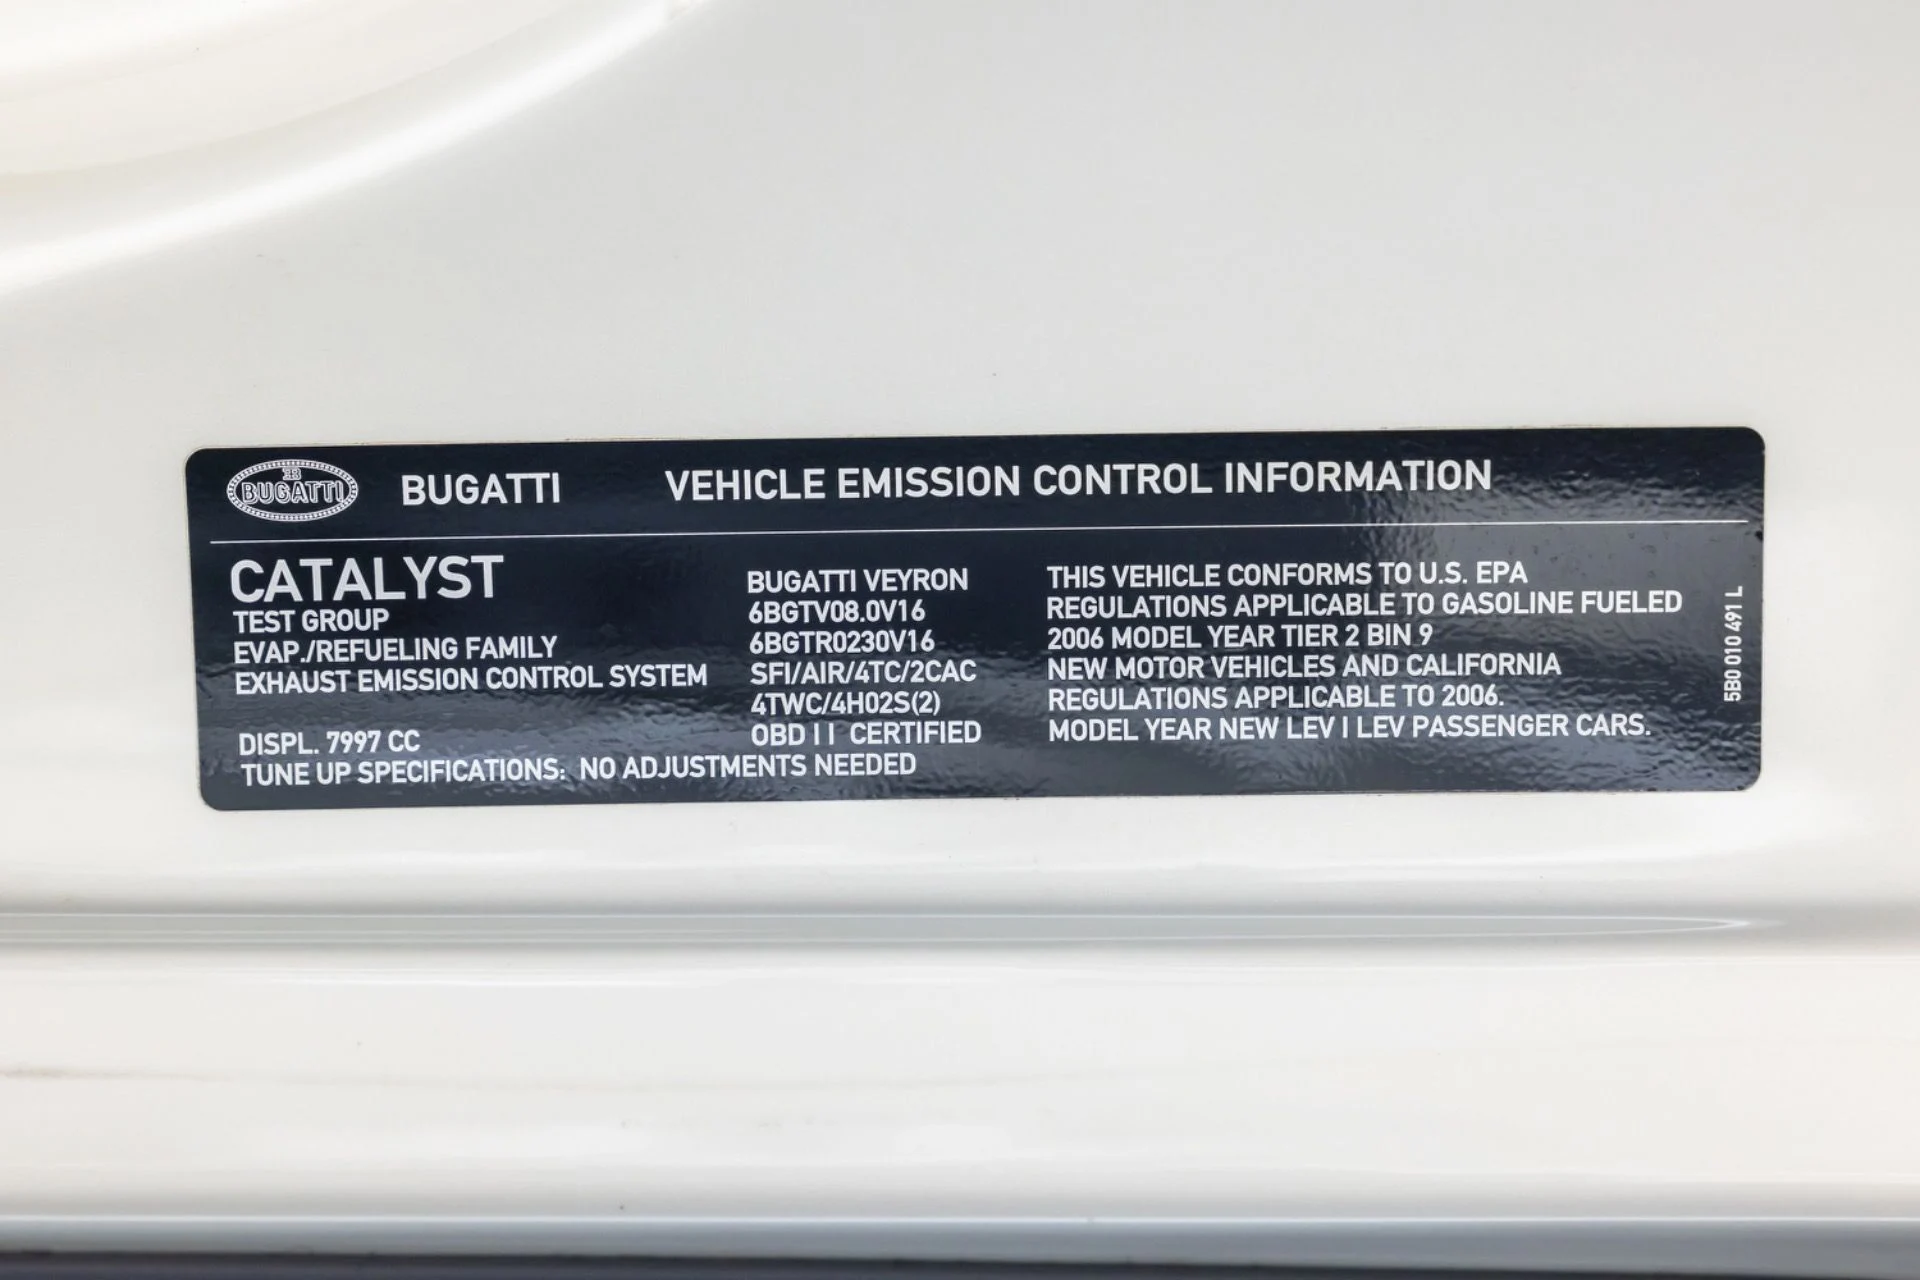 BUGATTI
BUGATTI VEHICLE EMISSION CONTROL INFORMATION
CATALYST
TEST GROUP
EVAP./REFUELING FAMILY
EXHAUST EMISSION CONTROL SYSTEM
DISPL. 7997 CC
TUNE UP SPECIFICATIONS: NO ADJUSTMENTS NEEDED
BUGATTI VEYRON
6BGTV08.0V16
6BGTR0230V16
SFI/AIR/4TC/2CAC
4TWC/4HO2S(2)
OBD II CERTIFIED
THIS VEHICLE CONFORMS TO U.S. EPA
REGULATIONS APPLICABLE TO GASOLINE FUELED
2006 MODEL YEAR TIER 2 BIN 9
NEW MOTOR VEHICLES AND CALIFORNIA
REGULATIONS APPLICABLE TO 2006.
MODEL YEAR NEW LEV I LEV PASSENGER CARS.
5B0 010 491 L